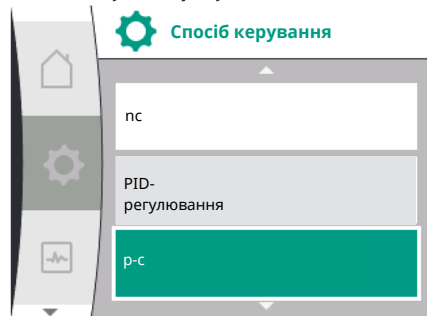 Спосіб керування
nc
PID-
регулювання
p-c